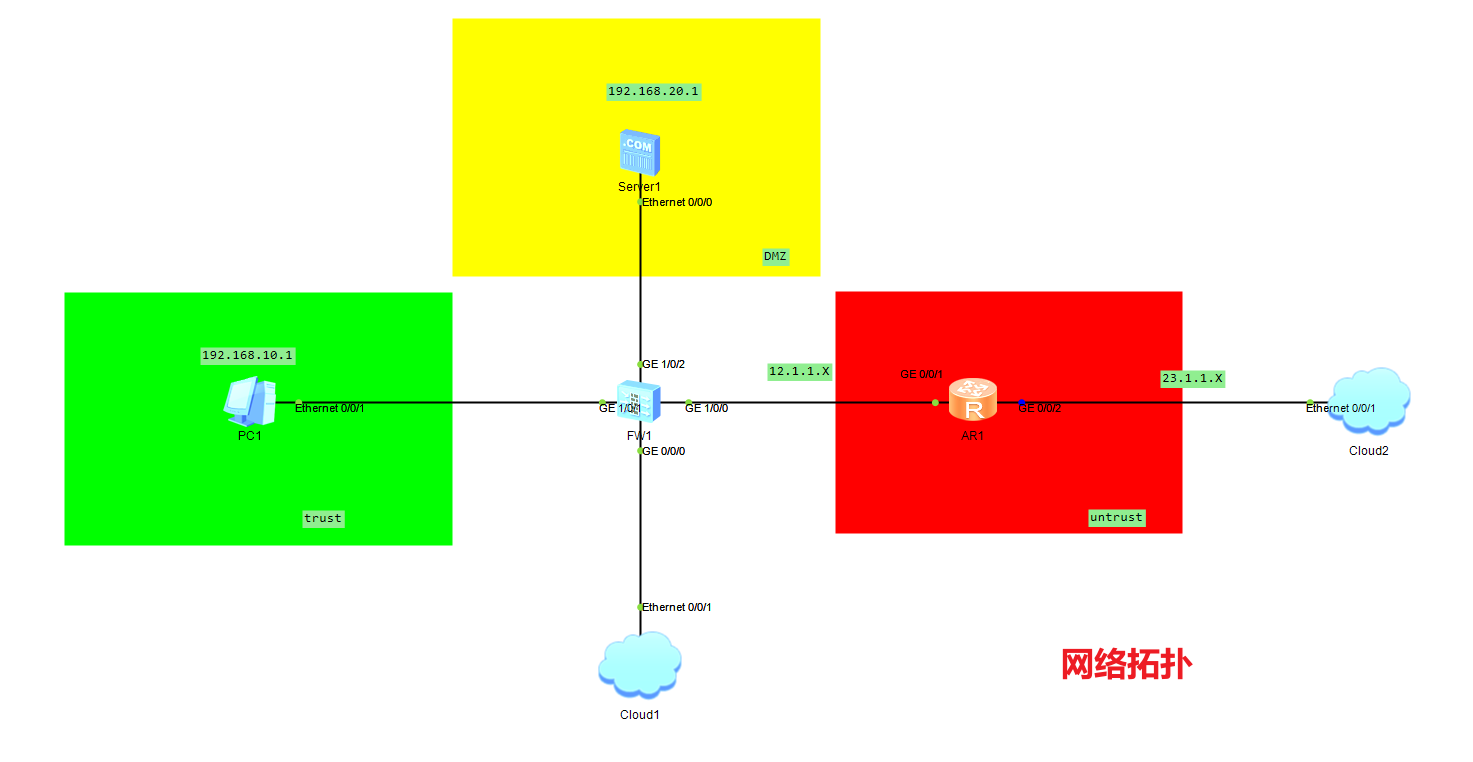 192.168.20.1
.COM
Server1
Ethernet 0/0/0
DMZ
192.168.10.1
Ethernet 0/0/1
PC1
trust
GE 1/0/2
GE 1/0/1
GE 1/0/0
FW1
GE 0/0/0
12.1.1.X
GE 0/0/1
R
GE 0/0/2
AR1
untrust
23.1.1.X
Ethernet 0/0/1
Cloud2
Ethernet 0/0/1
Cloud1
网络拓扑